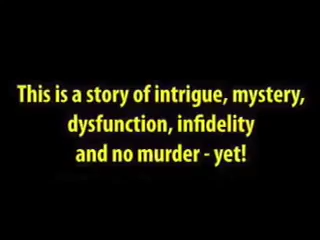 This is a story of intrigue, mystery,
dysfunction, infidelity
and no murder - yet!